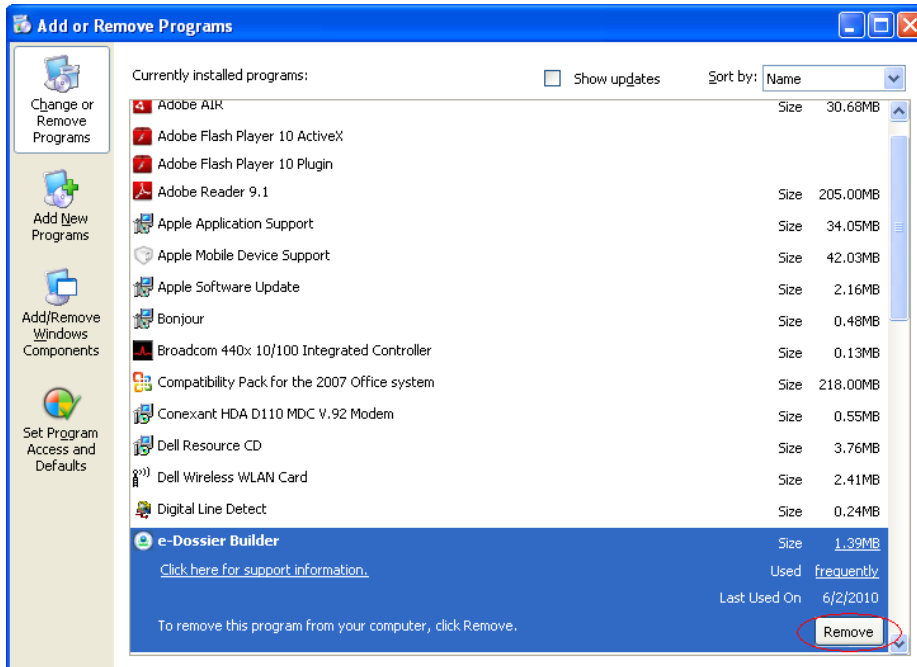 Add or Remove Programs
Change or
Remove
Programs
Add New
Programs
Add/Remove
Windows
Components
Set Program
Access and
Defaults
Currently installed programs:
Show updates
Sort by: Name
Adobe AIR Size 30.68MB
Adobe Flash Player 10 ActiveX
Adobe Flash Player 10 Plugin
Adobe Reader 9.1 Size 205.00MB
Apple Application Support Size 34.05MB
Apple Mobile Device Support Size 42.03MB
Apple Software Update Size 2.16MB
Bonjour Size 0.48MB
Broadcom 440x 10/100 Integrated Controller Size 0.13MB
Compatibility Pack for the 2007 Office system Size 218.00MB
Conexant HDA D110 MDC V.92 Modem Size 0.55MB
Dell Resource CD Size 3.76MB
Dell Wireless WLAN Card Size 2.41MB
Digital Line Detect Size 0.24MB
e-Dossier Builder Size 1.39MB
Click here for support information. Used frequently
Last Used On 6/2/2010
To remove this program from your computer, click Remove. Remove